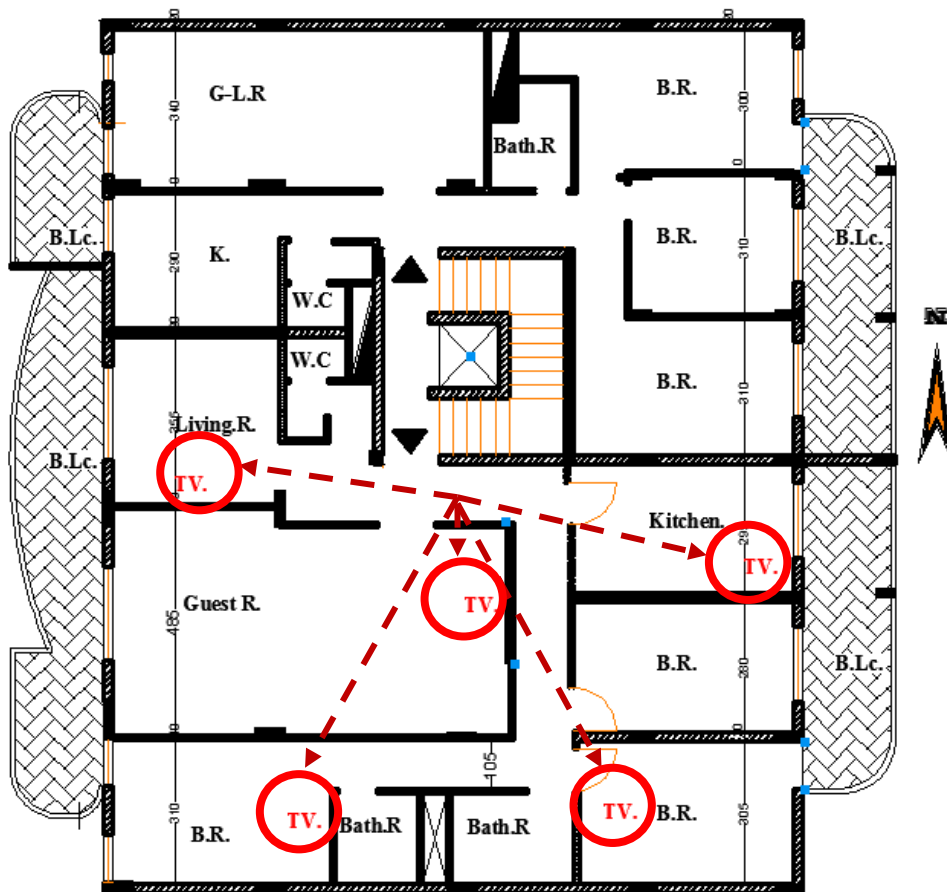 G-L.R
340
Bath.R
B.R.
300
B.Lc.
K.
290
W.C
B.R.
310
B.Lc.
N
W.C
B.R.
310
Living.R.
B.Lc.
TV.
Kitchen.
TV.
Guest R.
485
TV.
B.R.
280
B.Lc.
105
310
B.R.
TV.
Bath.R
Bath.R
TV.
B.R.
305